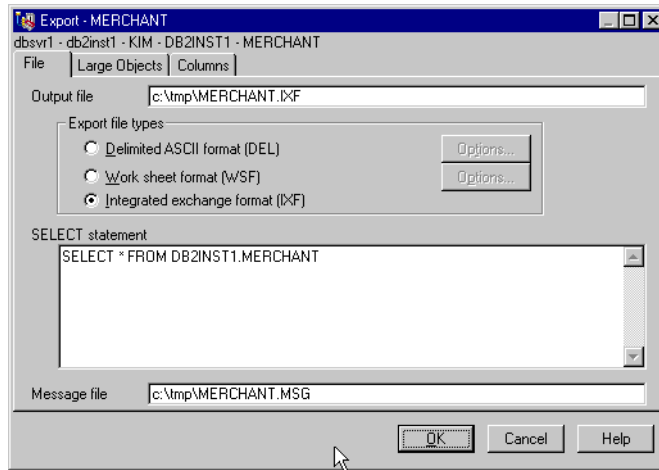 Export - MERCHANT
dbsvr1 - db2inst1 - KIM - DB2INST1 - MERCHANT
File Large Objects Columns
Output file c:\tmp\MERCHANT.IXF
Export file types
Delimited ASCII format (DEL) Options...
Work sheet format (WSF) Options...
Integrated exchange format (IXF)
SELECT statement
SELECT * FROM DB2INST1.MERCHANT
Message file c:\tmp\MERCHANT.MSG
OK Cancel Help